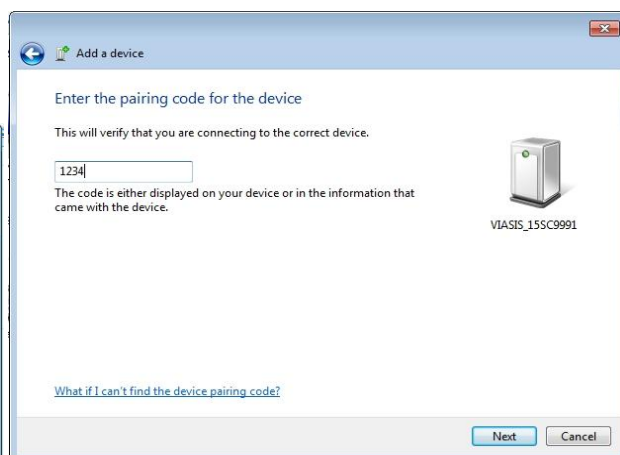 Add a device
Enter the pairing code for the device
This will verify that you are connecting to the correct device.
1234
The code is either displayed on your device or in the information that
came with the device.
VIASIS_15SC9991
What if I can't find the device pairing code?
Next
Cancel